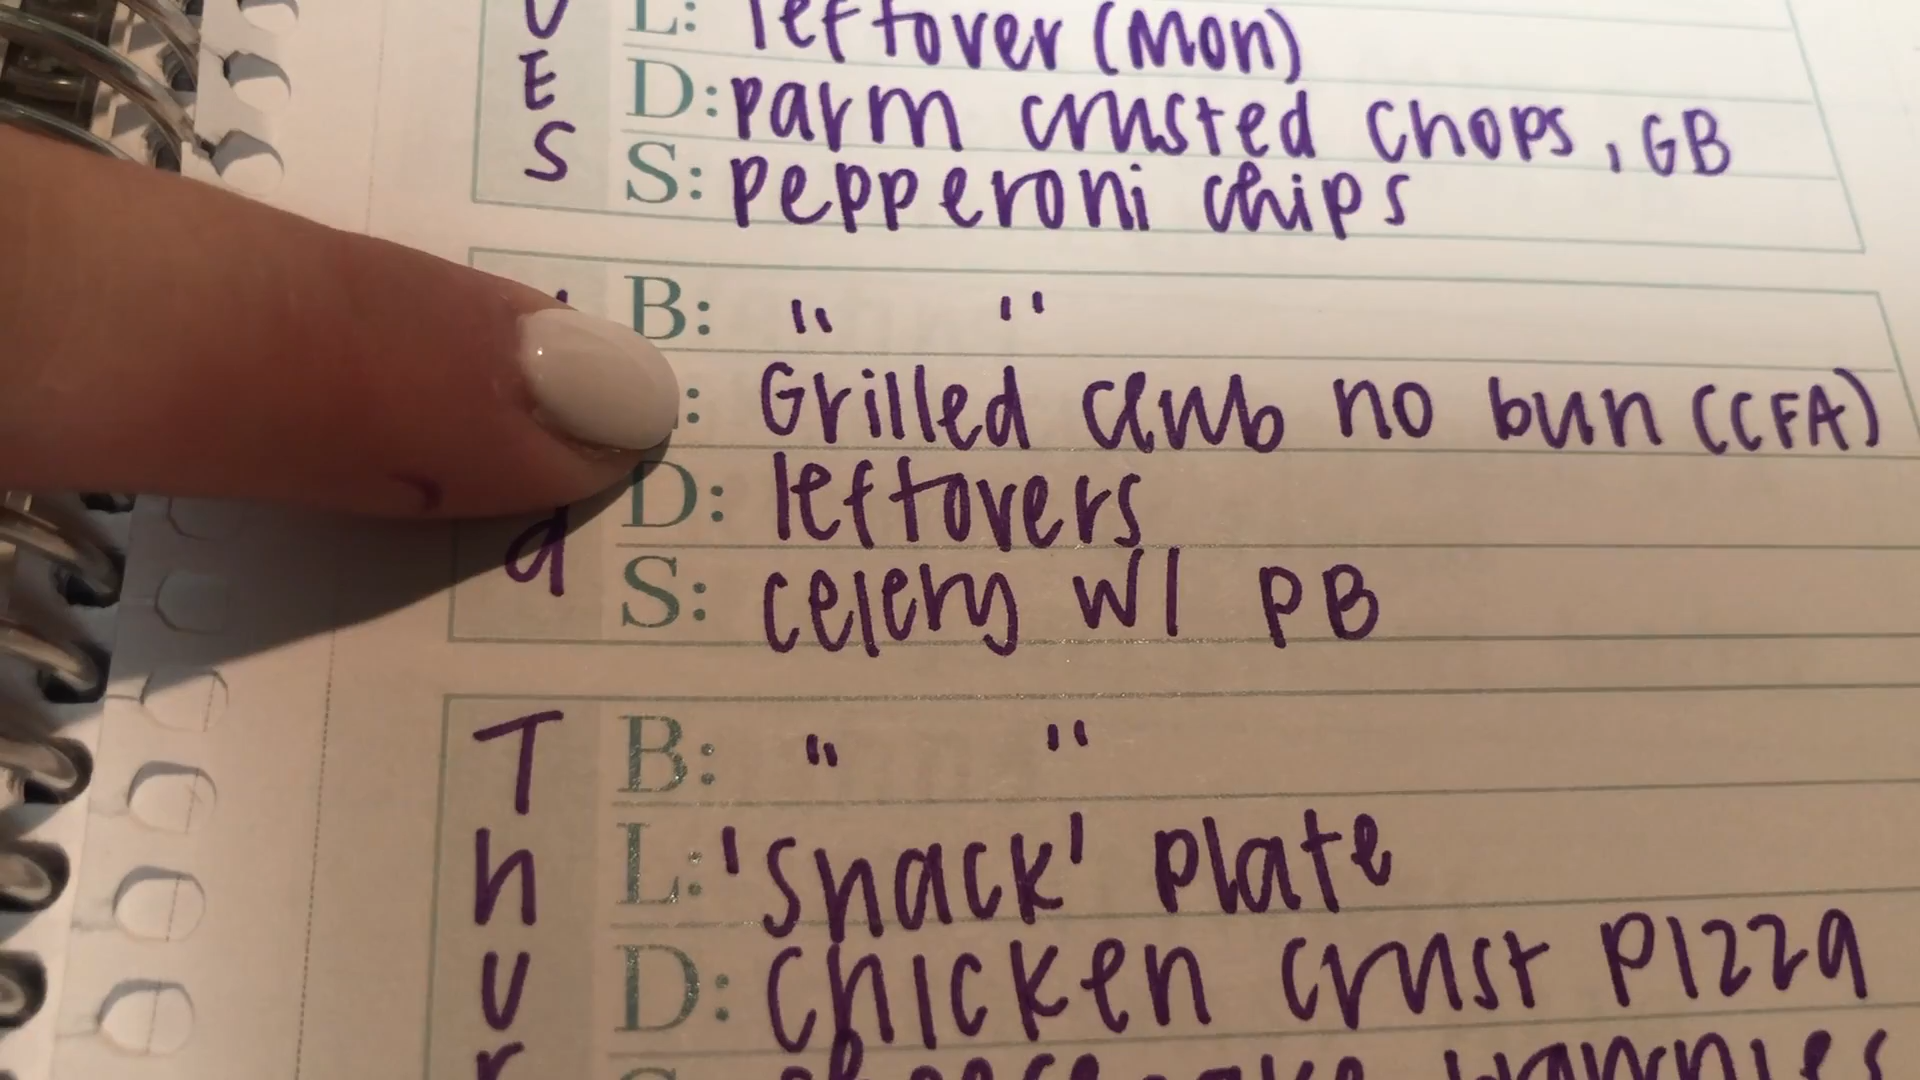 U L: leftover (Mon)
E D: parm crusted chops, GB
S S: pepperoni chips
B: " "
: Grilled club no bun (CFA)
D: leftovers
d S: celery w/ PB
T B: " "
h L: 'snack' plate
U D: chicken crust pizza
r